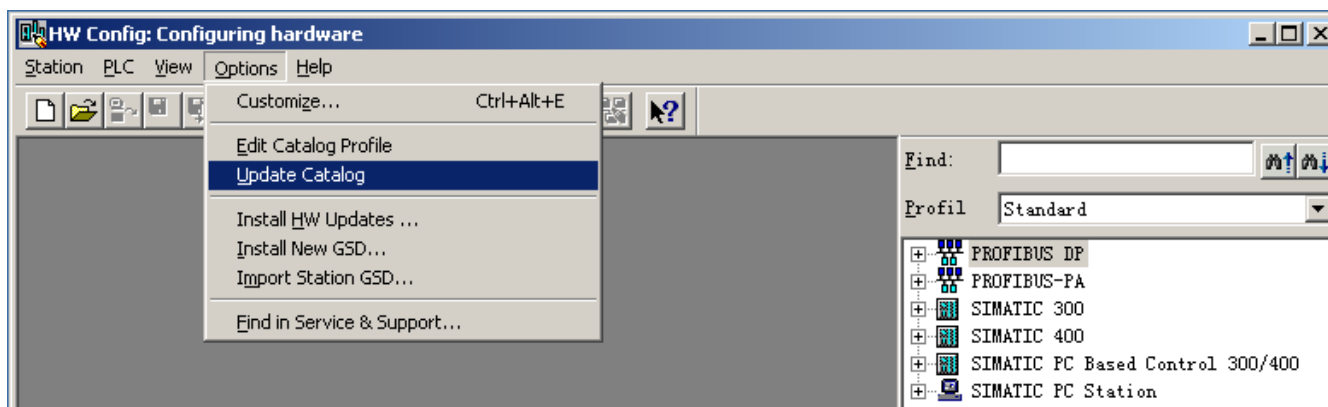 HW Config: Configuring hardware
Station PLC View Options Help
Customize... Ctrl+Alt+E
Edit Catalog Profile
Update Catalog
Install HW Updates ...
Install New GSD...
Import Station GSD...
Find in Service & Support...
Find:
Profil Standard
PROFIBUS DP
PROFIBUS-PA
SIMATIC 300
SIMATIC 400
SIMATIC PC Based Control 300/400
SIMATIC PC Station